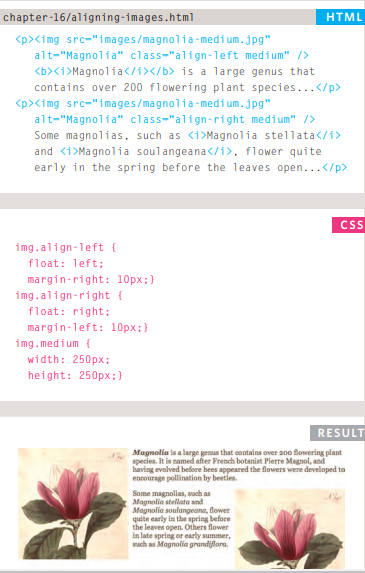 chapter-16/aligning-images.html HTML
<p><img src="images/magnolia-medium.jpg"
alt="Magnolia" class="align-left medium" />
<b><i>Magnolia</i></b> is a large genus that
contains over 200 flowering plant species...</p>
<p><img src="images/magnolia-medium.jpg"
alt="Magnolia" class="align-right medium" />
Some magnolias, such as <i>Magnolia stellata</i>
and <i>Magnolia soulangeana</i>, flower quite
early in the spring before the leaves open...</p>
CSS
img.align-left {
float: left;
margin-right: 10px;}
img.align-right {
float: right;
margin-left: 10px;}
img.medium {
width: 250px;
height: 250px;}
RESULT
Magnolia is a large genus that contains over 200 flowering plant
species. It is named after French botanist Pierre Magnol, and
having evolved before bees appeared the flowers were developed to
encourage pollination by beetles.
Some magnolias, such as
Magnolia stellata and
Magnolia soulangeana, flower
quite early in the spring before
the leaves open. Others flower
in late spring or early summer,
such as Magnolia grandiflora.